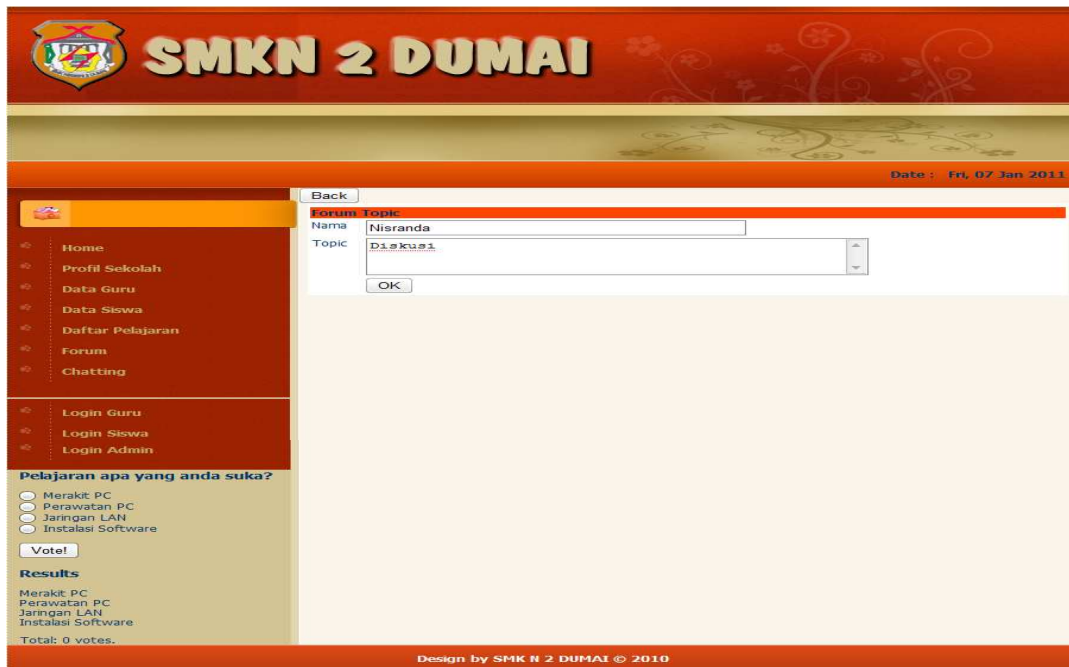 SMKN 2 DUMAI
Date : Fri, 07 Jan 2011
Home
Profil Sekolah
Data Guru
Data Siswa
Daftar Pelajaran
Forum
Chatting
Login Guru
Login Siswa
Login Admin
Pelajaran apa yang anda suka?
Merakit PC
Perawatan PC
Jaringan LAN
Instalasi Software
Vote!
Results
Merakit PC
Perawatan PC
Jaringan LAN
Instalasi Software
Total: 0 votes.
Back
Forum Topic
Nama Nisranda
Topic Diskusi
OK
Design by SMK N 2 DUMAI © 2010